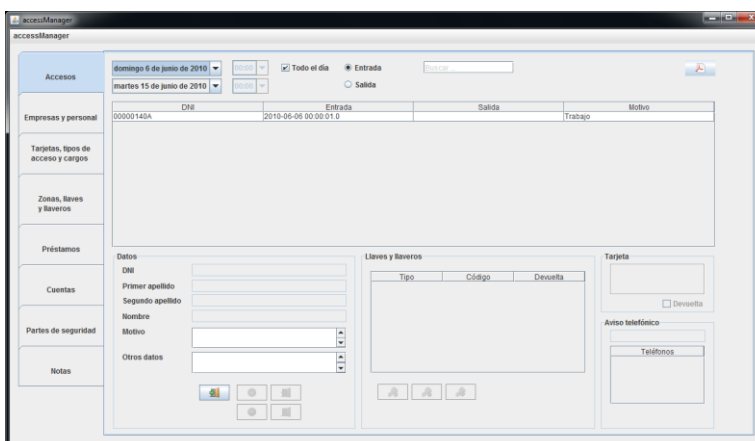 accessManager
accessManager
Accesos
Empresas y personal
Tarjetas, tipos de
acceso y cargos
Zonas, llaves
y llaveros
Préstamos
Cuentas
Partes de seguridad
Notas
domingo 6 de junio de 2010
00:00
Todo el día
Entrada
Buscar...
martes 15 de junio de 2010
00:00
Salida
DNI
Entrada
Salida
Motivo
00000140A
2010-06-06 00:00:01.0
Trabajo
Datos
DNI
Primer apellido
Segundo apellido
Nombre
Motivo
Otros datos
Llaves y llaveros
Tipo
Código
Devuelta
Tarjeta
Devuelta
Aviso telefónico
Teléfonos